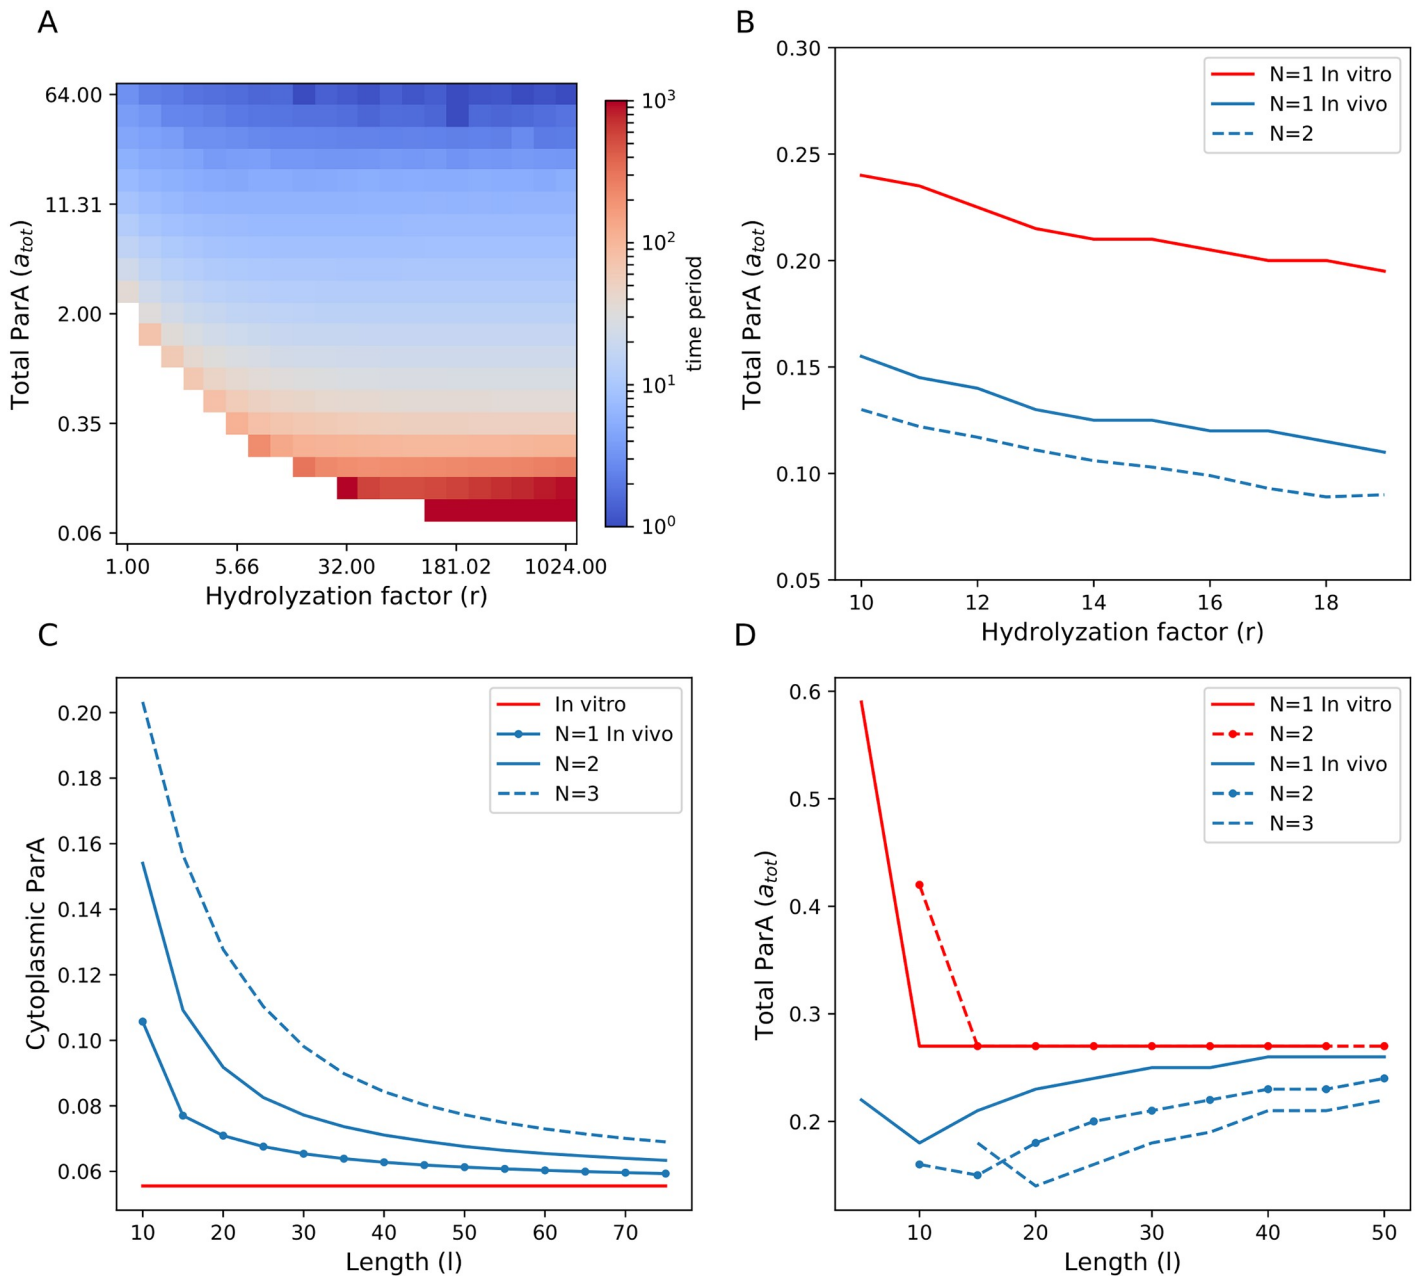 A
64.00
11.31
2.00
0.35
0.06
Total ParA (a_tot)
1.00 5.66 32.00 181.02 1024.00
Hydrolyzation factor (r)
10³
10²
10¹
10⁰
time period
B
0.30
0.25
0.20
0.15
0.10
0.05
Total ParA (a_tot)
N=1 In vitro
N=1 In vivo
N=2
10 12 14 16 18
Hydrolyzation factor (r)
C
0.20
0.18
0.16
0.14
0.12
0.10
0.08
0.06
Cytoplasmic ParA
In vitro
N=1 In vivo
N=2
N=3
10 20 30 40 50 60 70
Length (l)
D
0.6
0.5
0.4
0.3
0.2
Total ParA (a_tot)
N=1 In vitro
N=2
N=1 In vivo
N=2
N=3
10 20 30 40 50
Length (l)